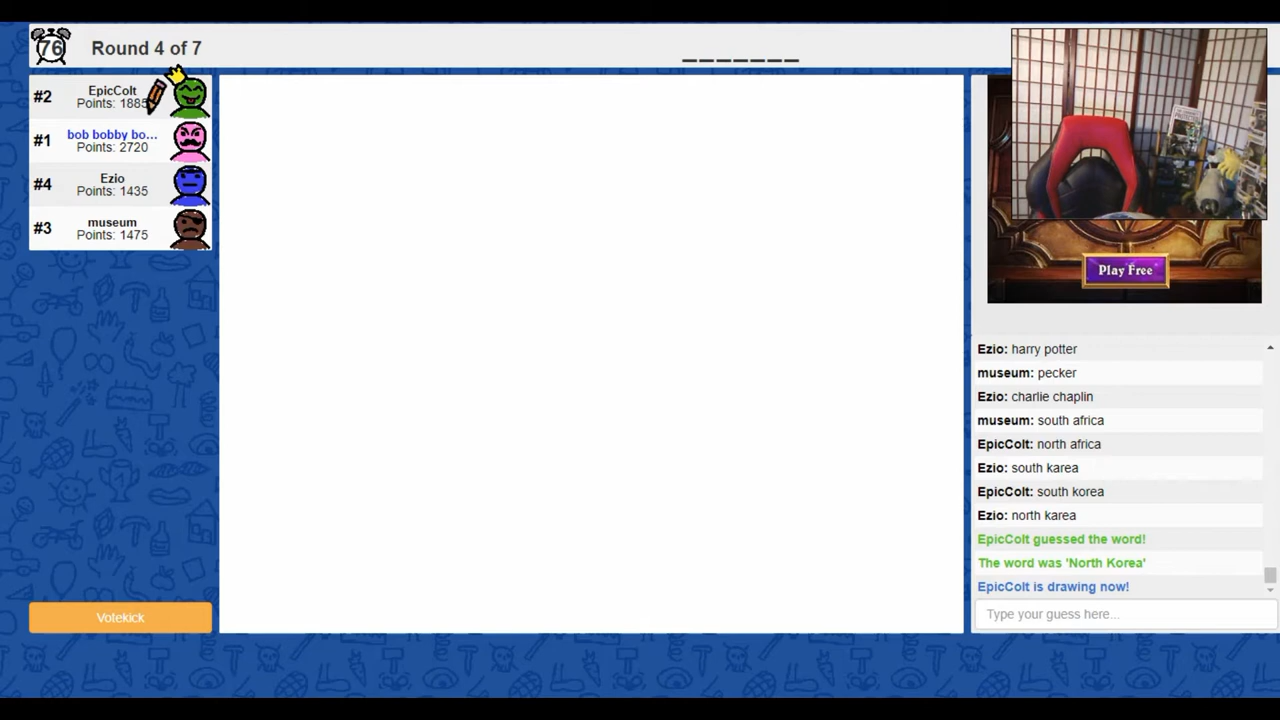 76
Round 4 of 7
_ _ _ _ _ _ _
#2
EpicColt
Points: 1885
#1
bob bobby bo...
Points: 2720
#4
Ezio
Points: 1435
#3
museum
Points: 1475
Votekick
Play Free
Ezio: harry potter
museum: pecker
Ezio: charlie chaplin
museum: south africa
EpicColt: north africa
Ezio: south karea
EpicColt: south korea
Ezio: north karea
EpicColt guessed the word!
The word was 'North Korea'
EpicColt is drawing now!
Type your guess here...